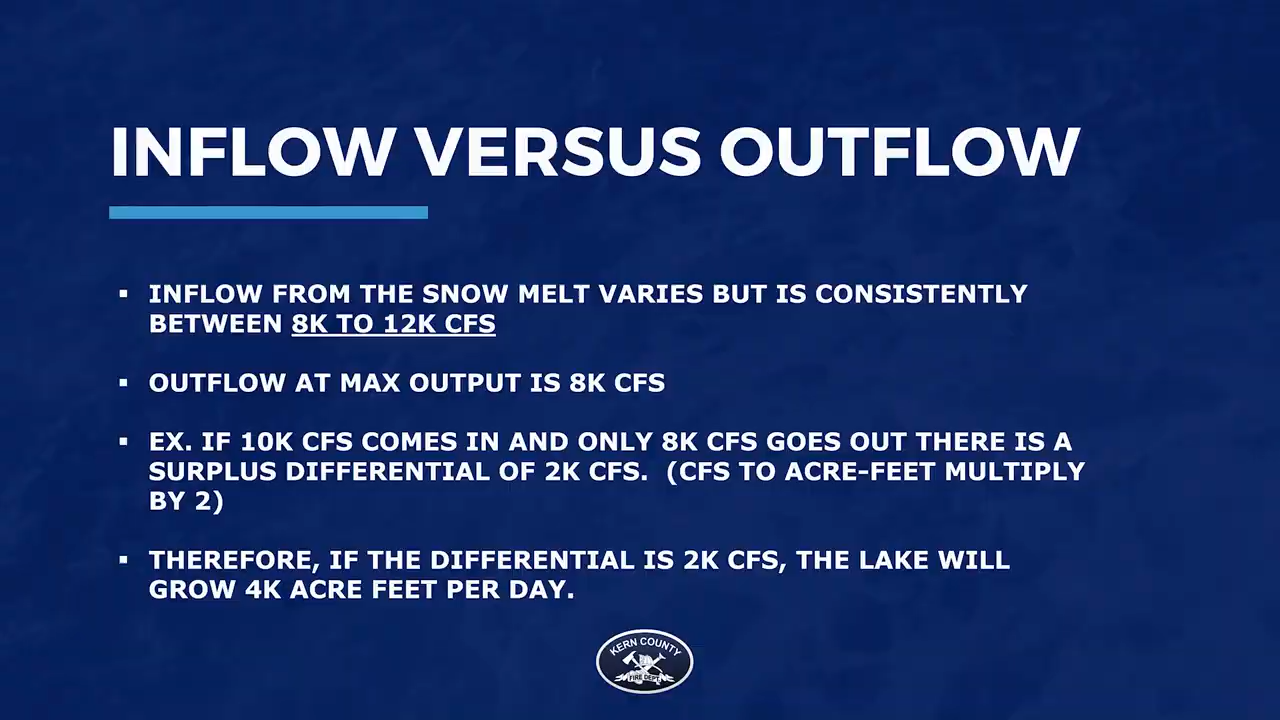 INFLOW VERSUS OUTFLOW
▪ INFLOW FROM THE SNOW MELT VARIES BUT IS CONSISTENTLY
BETWEEN 8K TO 12K CFS
▪ OUTFLOW AT MAX OUTPUT IS 8K CFS
▪ EX. IF 10K CFS COMES IN AND ONLY 8K CFS GOES OUT THERE IS A
SURPLUS DIFFERENTIAL OF 2K CFS. (CFS TO ACRE-FEET MULTIPLY
BY 2)
▪ THEREFORE, IF THE DIFFERENTIAL IS 2K CFS, THE LAKE WILL
GROW 4K ACRE FEET PER DAY.
KERN COUNTY
FIRE DEPT